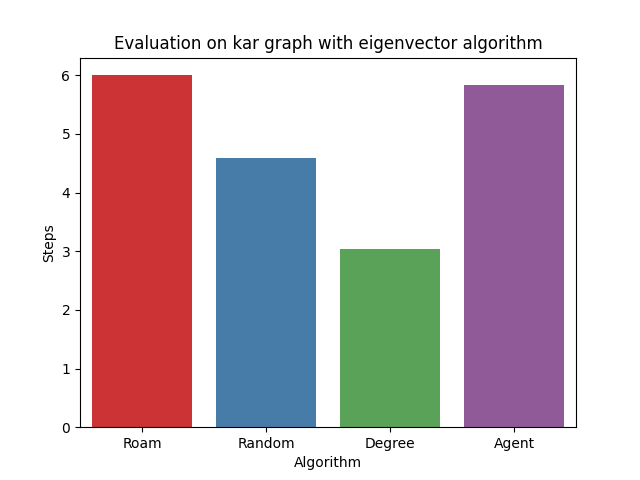 Evaluation on kar graph with eigenvector algorithm
6
5
4
3
2
1
0
Steps
Roam Random Degree Agent
Algorithm